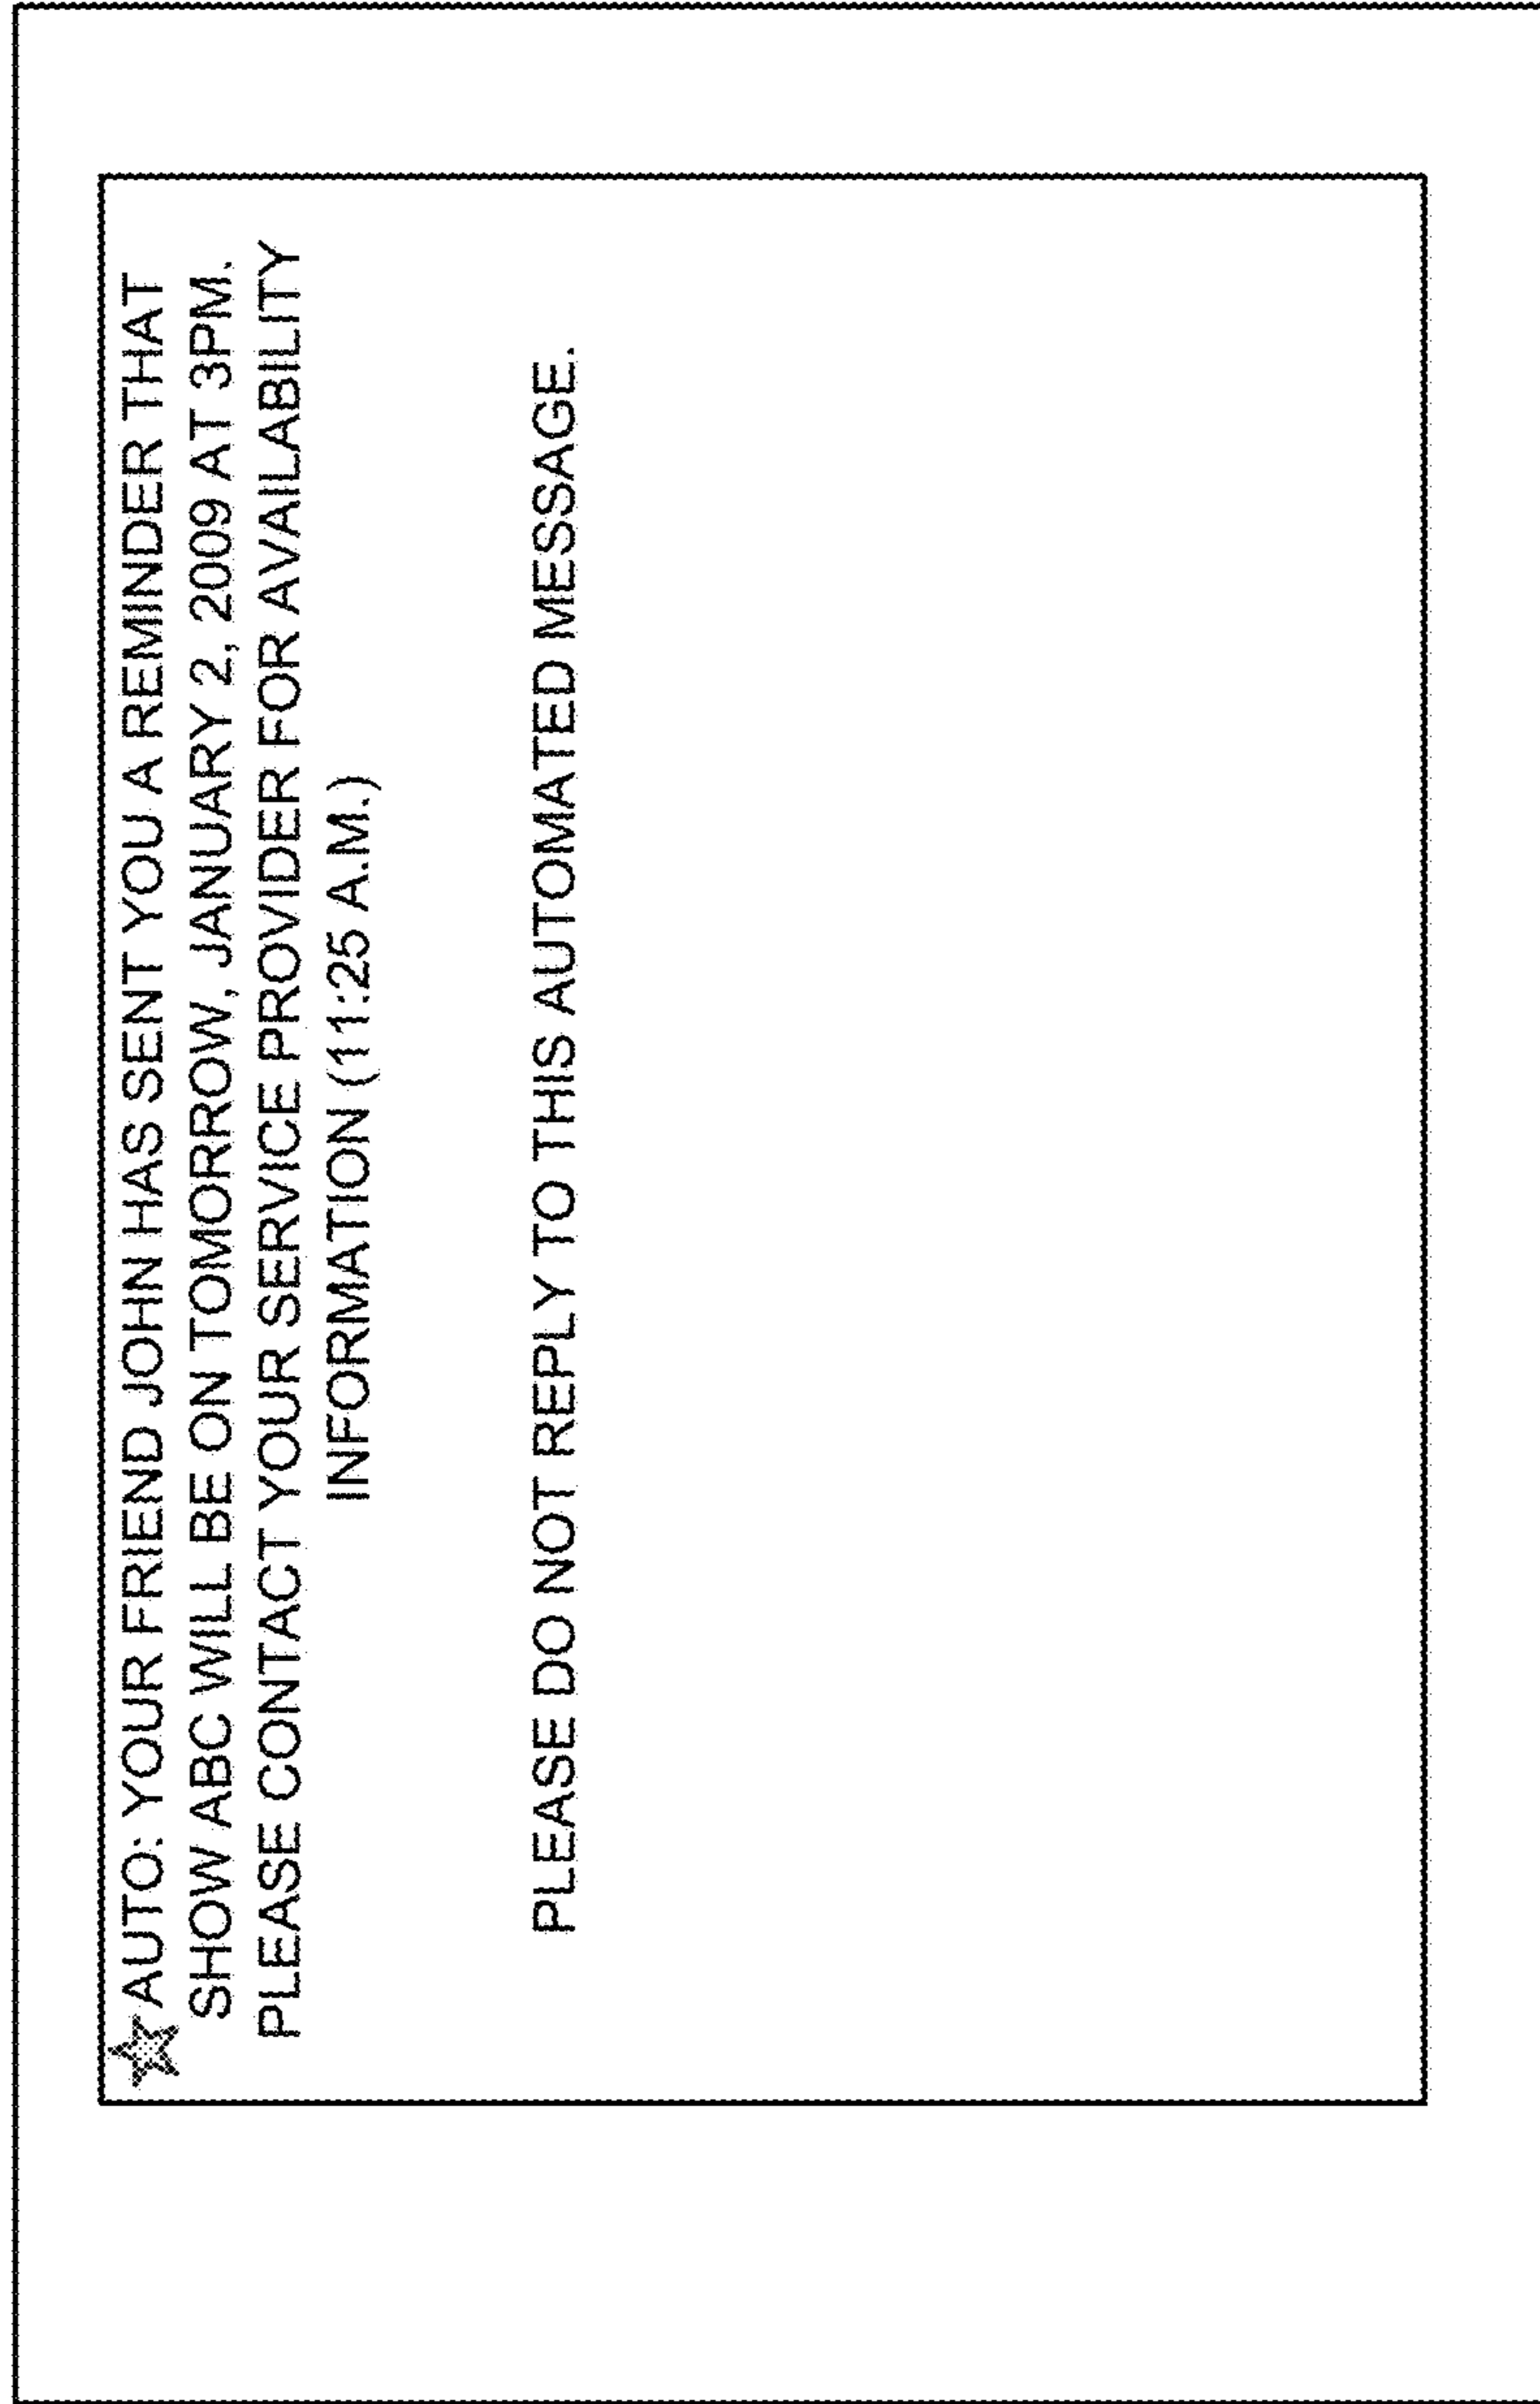 AUTO: YOUR FRIEND JOHN HAS SENT YOU A REMINDER THAT
SHOW ABC WILL BE ON TOMORROW, JANUARY 2, 2009 AT 3PM.
PLEASE CONTACT YOUR SERVICE PROVIDER FOR AVAILABILITY
INFORMATION (11:25 A.M.)
PLEASE DO NOT REPLY TO THIS AUTOMATED MESSAGE.